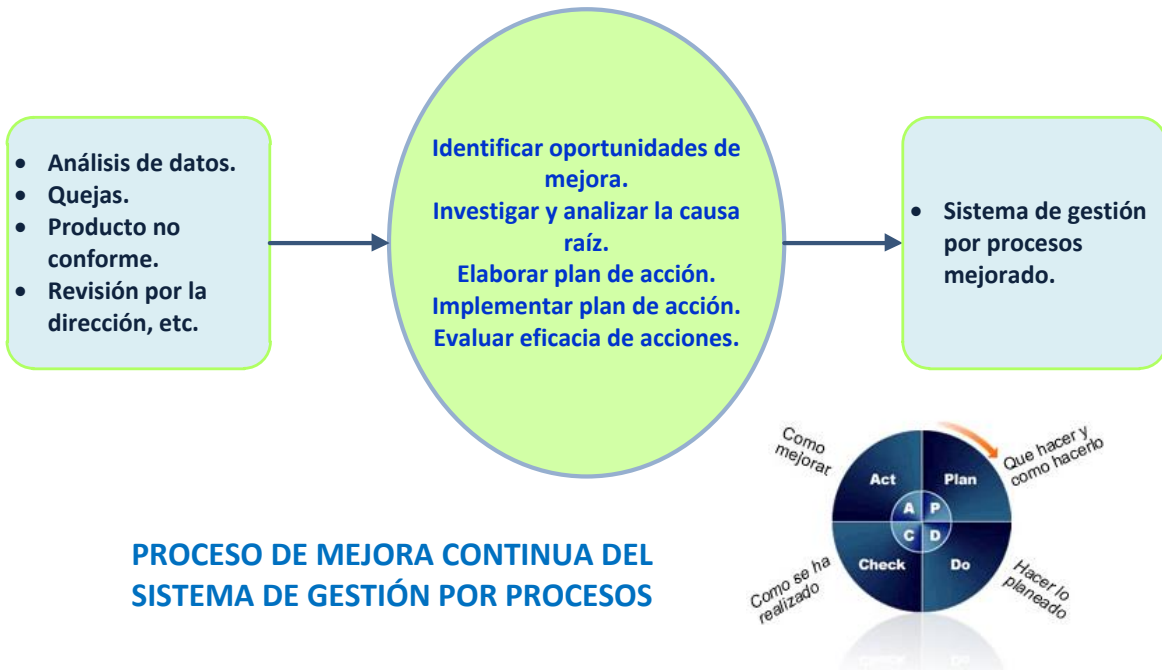 • Análisis de datos.
• Quejas.
• Producto no
conforme.
• Revisión por la
dirección, etc.
Identificar oportunidades de
mejora.
Investigar y analizar la causa
raíz.
Elaborar plan de acción.
Implementar plan de acción.
Evaluar eficacia de acciones.
• Sistema de gestión
por procesos
mejorado.
PROCESO DE MEJORA CONTINUA DEL
SISTEMA DE GESTIÓN POR PROCESOS
Como
mejorar
Que hacer y
como hacerlo
Act
Plan
A
P
C
D
Check
Do
Como se ha
realizado
Hacer lo
planeado